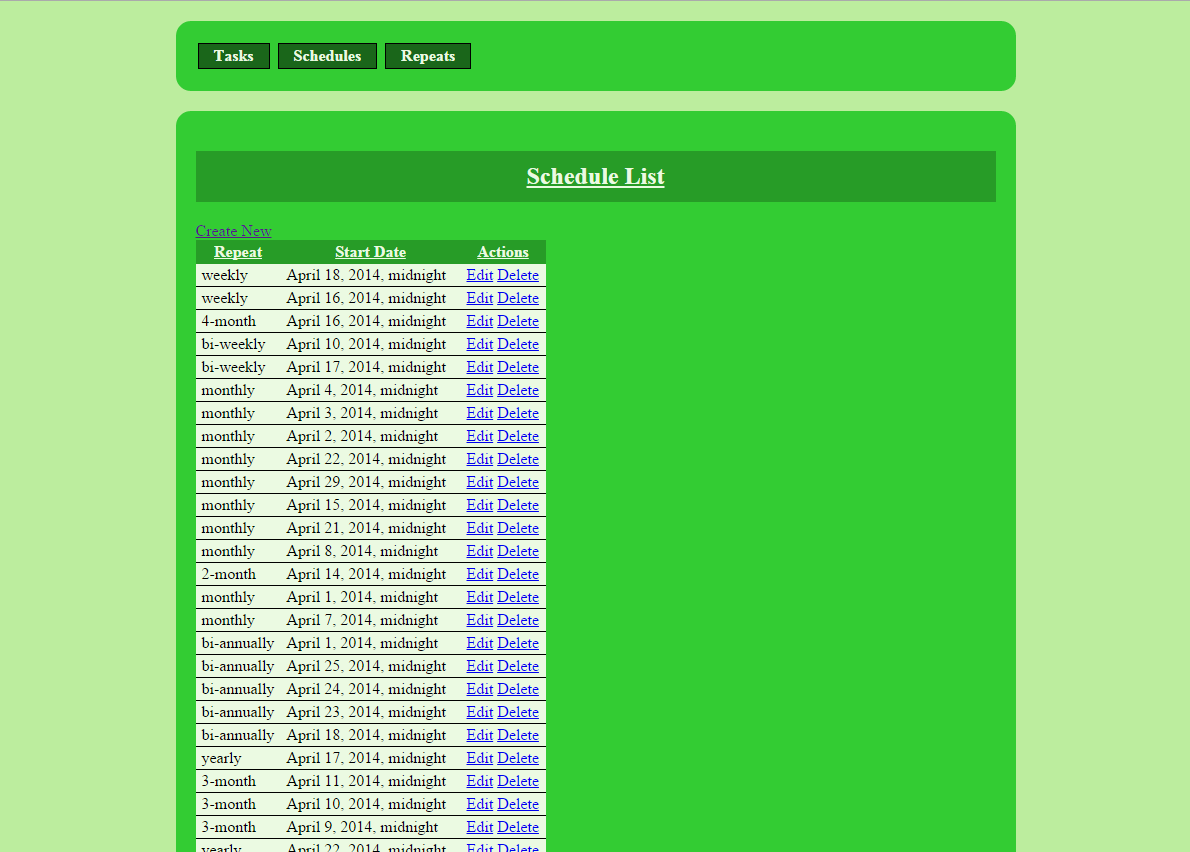 Tasks Schedules Repeats
Schedule List
Create New
Repeat Start Date Actions
weekly April 18, 2014, midnight Edit Delete
weekly April 16, 2014, midnight Edit Delete
4-month April 16, 2014, midnight Edit Delete
bi-weekly April 10, 2014, midnight Edit Delete
bi-weekly April 17, 2014, midnight Edit Delete
monthly April 4, 2014, midnight Edit Delete
monthly April 3, 2014, midnight Edit Delete
monthly April 2, 2014, midnight Edit Delete
monthly April 22, 2014, midnight Edit Delete
monthly April 29, 2014, midnight Edit Delete
monthly April 15, 2014, midnight Edit Delete
monthly April 21, 2014, midnight Edit Delete
monthly April 8, 2014, midnight Edit Delete
2-month April 14, 2014, midnight Edit Delete
monthly April 1, 2014, midnight Edit Delete
monthly April 7, 2014, midnight Edit Delete
bi-annually April 1, 2014, midnight Edit Delete
bi-annually April 25, 2014, midnight Edit Delete
bi-annually April 24, 2014, midnight Edit Delete
bi-annually April 23, 2014, midnight Edit Delete
bi-annually April 18, 2014, midnight Edit Delete
yearly April 17, 2014, midnight Edit Delete
3-month April 11, 2014, midnight Edit Delete
3-month April 10, 2014, midnight Edit Delete
3-month April 9, 2014, midnight Edit Delete
yearly April 22, 2014, midnight Edit Delete